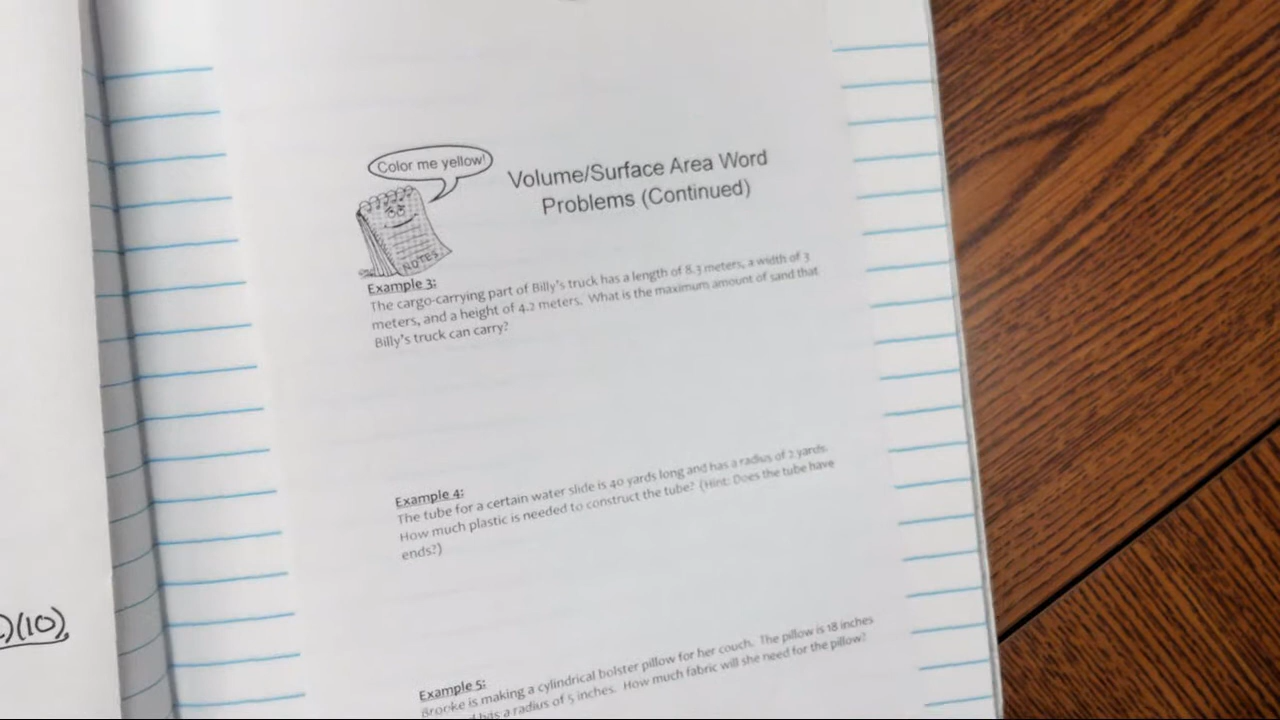 Color me yellow!
Volume/Surface Area Word
Problems (Continued)
NOTES
Example 3:
The cargo-carrying part of Billy's truck has a length of 8.3 meters, a width of 3
meters, and a height of 4.2 meters. What is the maximum amount of sand that
Billy's truck can carry?
Example 4:
The tube for a certain water slide is 40 yards long and has a radius of 2 yards.
How much plastic is needed to construct the tube? (Hint: Does the tube have
ends?)
)(10)
Example 5:
Brooke is making a cylindrical bolster pillow for her couch. The pillow is 18 inches
has a radius of 5 inches. How much fabric will she need for the pillow?